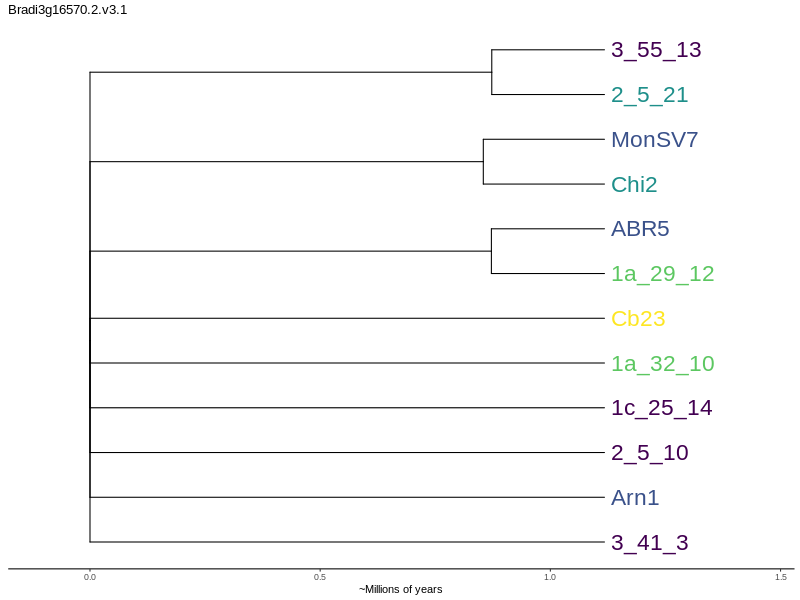 Bradi3g16570.2.v3.1
3_55_13
2_5_21
MonSV7
Chi2
ABR5
1a_29_12
Cb23
1a_32_10
1c_25_14
2_5_10
Arn1
3_41_3
0.0 0.5 1.0 1.5
~Millions of years